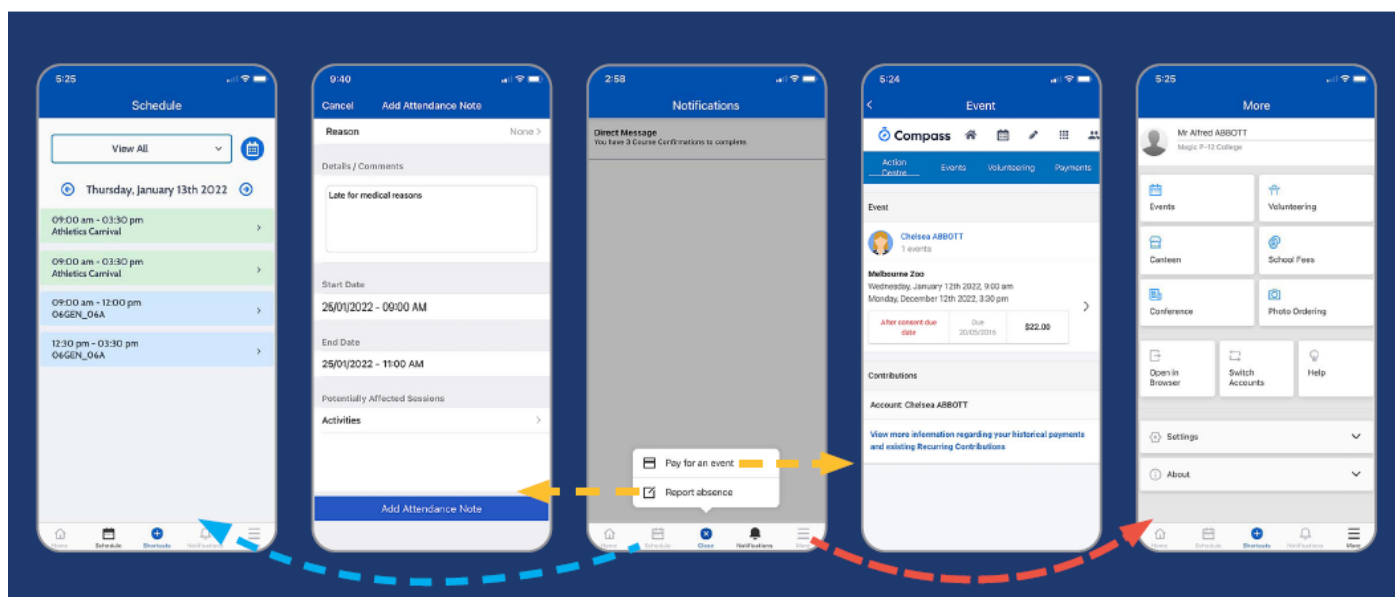 5:25
Schedule
View All
Thursday, January 13th 2022
09:00 am - 03:30 pm
Athletics Carnival
09:00 am - 03:30 pm
Athletics Carnival
09:00 am - 12:00 pm
06GEN_06A
12:30 pm - 03:30 pm
06GEN_06A
Home Schedule Shortcuts Notifications
9:40
Cancel Add Attendance Note
Reason None >
Details / Comments
Late for medical reasons
Start Date
25/01/2022 - 09:00 AM
End Date
25/01/2022 - 11:00 AM
Potentially Affected Sessions
Activities
Add Attendance Note
2:58
Notifications
Direct Message
You have 3 Course Confirmations to complete.
Pay for an event
Report absence
Home Schedule Close Notifications More
5:24
Event
Compass
Action
Centre Events Volunteering Payments
Event
Chelsea ABBOTT
1 events
Melbourne Zoo
Wednesday, January 12th 2022, 9:00 am
Monday, December 12th 2022, 3:30 pm
After consent due
date
Due
20/05/2016
$22.00
Contributions
Account: Chelsea ABBOTT
View more information regarding your historical payments
and existing Recurring Contributions
5:25
More
Mr Alfred ABBOTT
Magic P-12 College
Events Volunteering
Canteen School Fees
Conference Photo Ordering
Open in
Browser
Switch
Accounts
Help
Settings
About
Home Schedule Shortcuts Notifications More